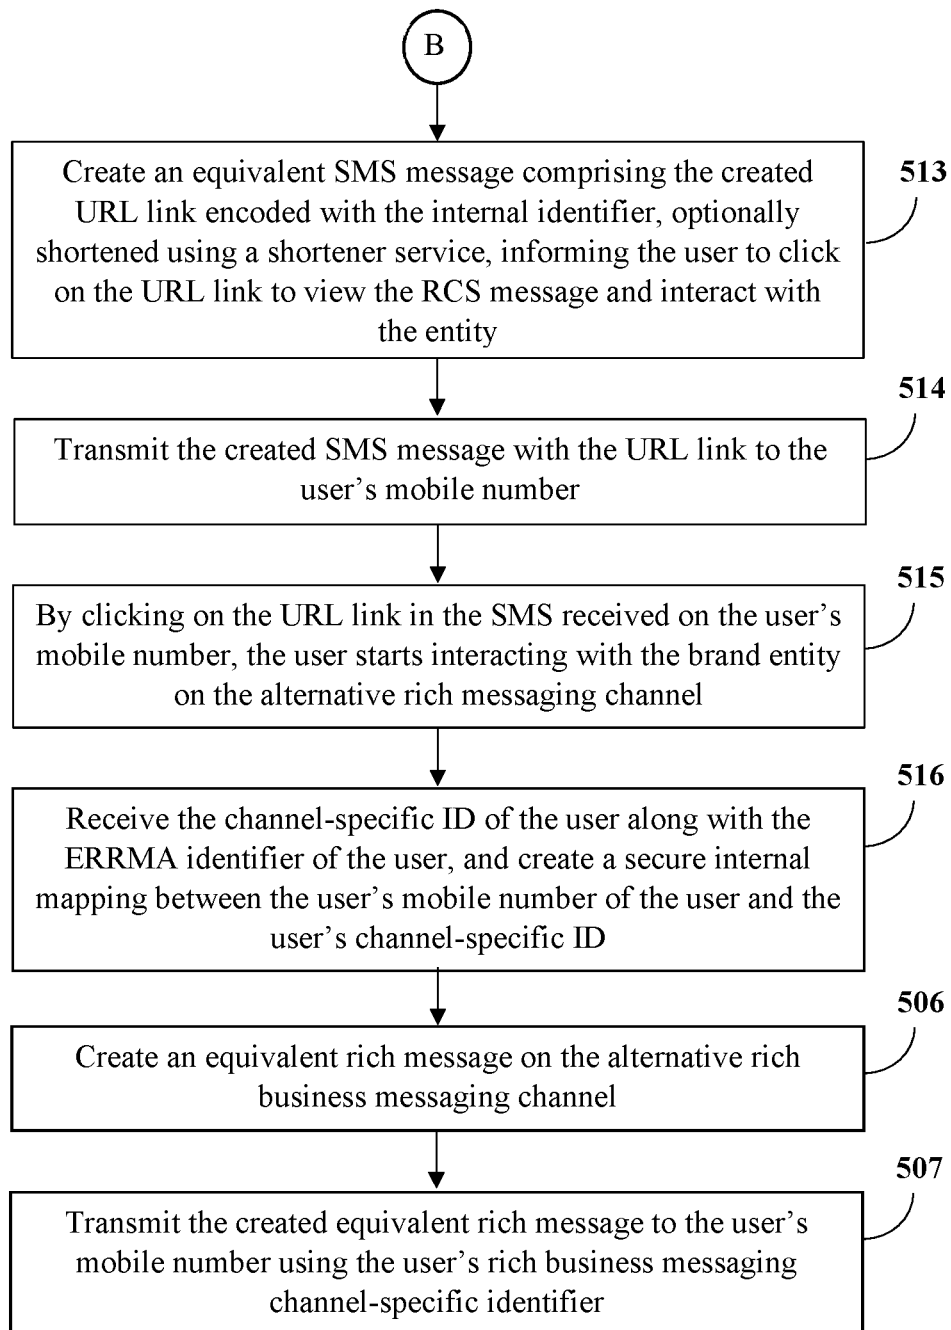 B
Create an equivalent SMS message comprising the created
URL link encoded with the internal identifier, optionally
shortened using a shortener service, informing the user to click
on the URL link to view the RCS message and interact with
the entity
513
Transmit the created SMS message with the URL link to the
user’s mobile number
514
By clicking on the URL link in the SMS received on the user’s
mobile number, the user starts interacting with the brand entity
on the alternative rich messaging channel
515
Receive the channel-specific ID of the user along with the
ERRMA identifier of the user, and create a secure internal
mapping between the user’s mobile number of the user and the
user’s channel-specific ID
516
Create an equivalent rich message on the alternative rich
business messaging channel
506
Transmit the created equivalent rich message to the user’s
mobile number using the user’s rich business messaging
channel-specific identifier
507